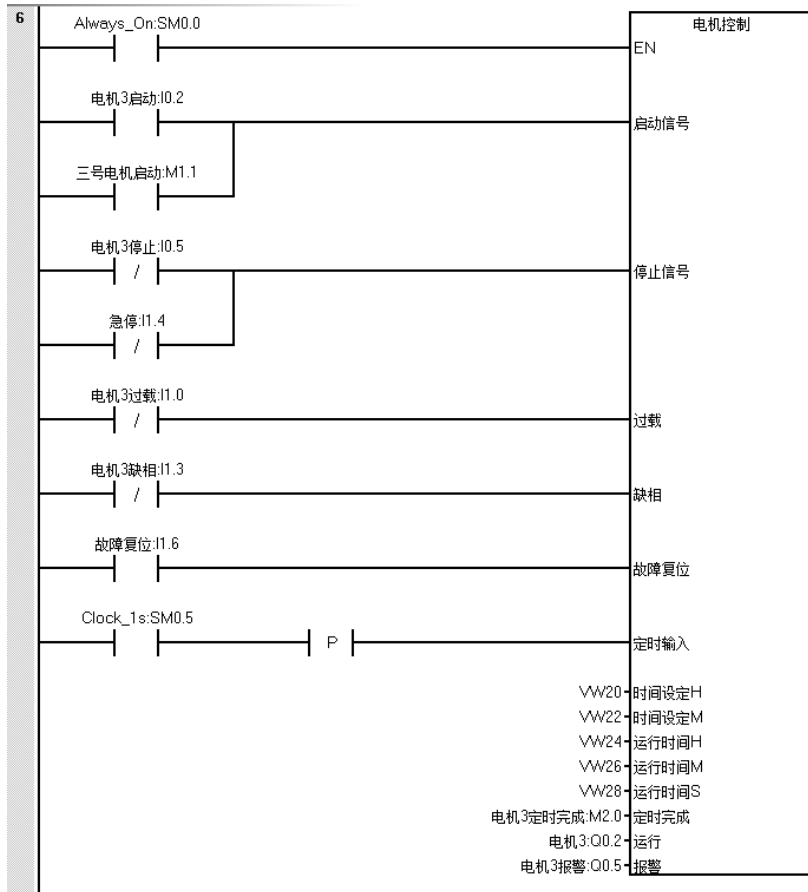 6
Always_On:SM0.0
电机控制
EN
电机3启动:I0.2
启动信号
三号电机启动:M1.1
电机3停止:I0.5
/
停止信号
急停:I1.4
/
电机3过载:I1.0
/
过载
电机3缺相:I1.3
/
缺相
故障复位:I1.6
故障复位
Clock_1s:SM0.5
P
定时输入
VW20 时间设定H
VW22 时间设定M
VW24 运行时间H
VW26 运行时间M
VW28 运行时间S
电机3定时完成:M2.0 定时完成
电机3:Q0.2 运行
电机3报警:Q0.5 报警